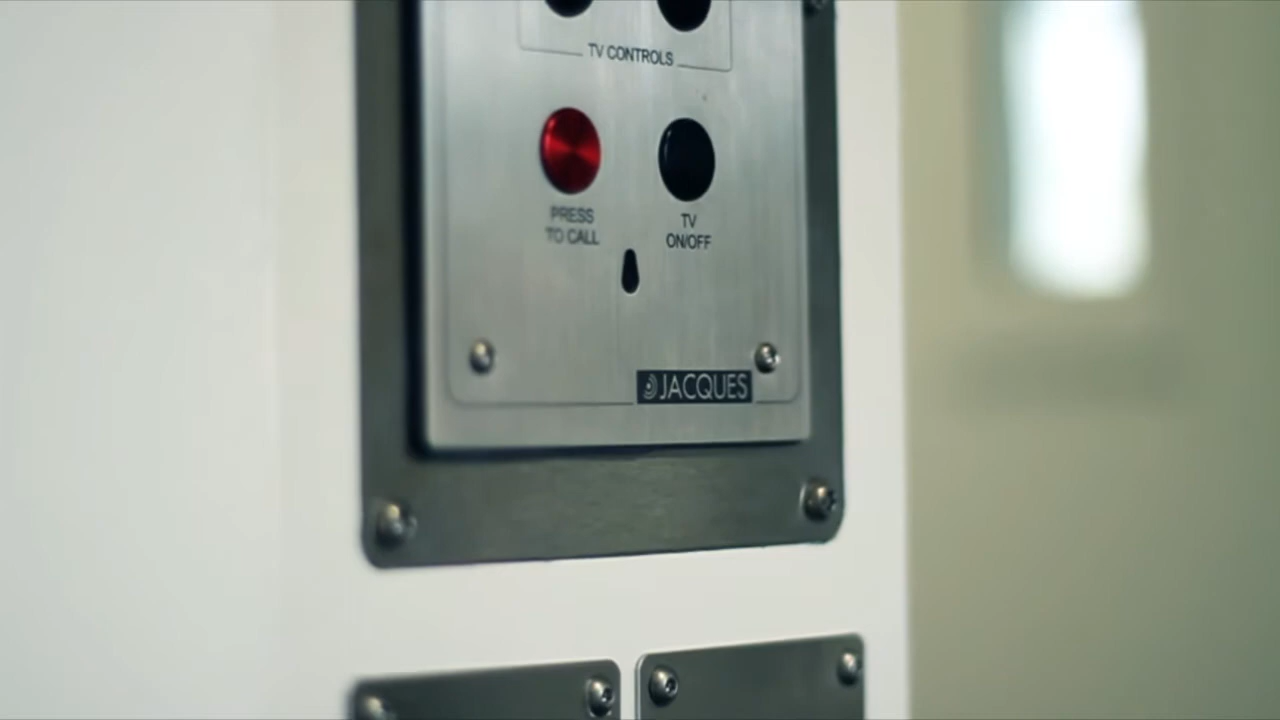 TV CONTROLS
PRESS
TO CALL
TV
ON/OFF
JACQUES